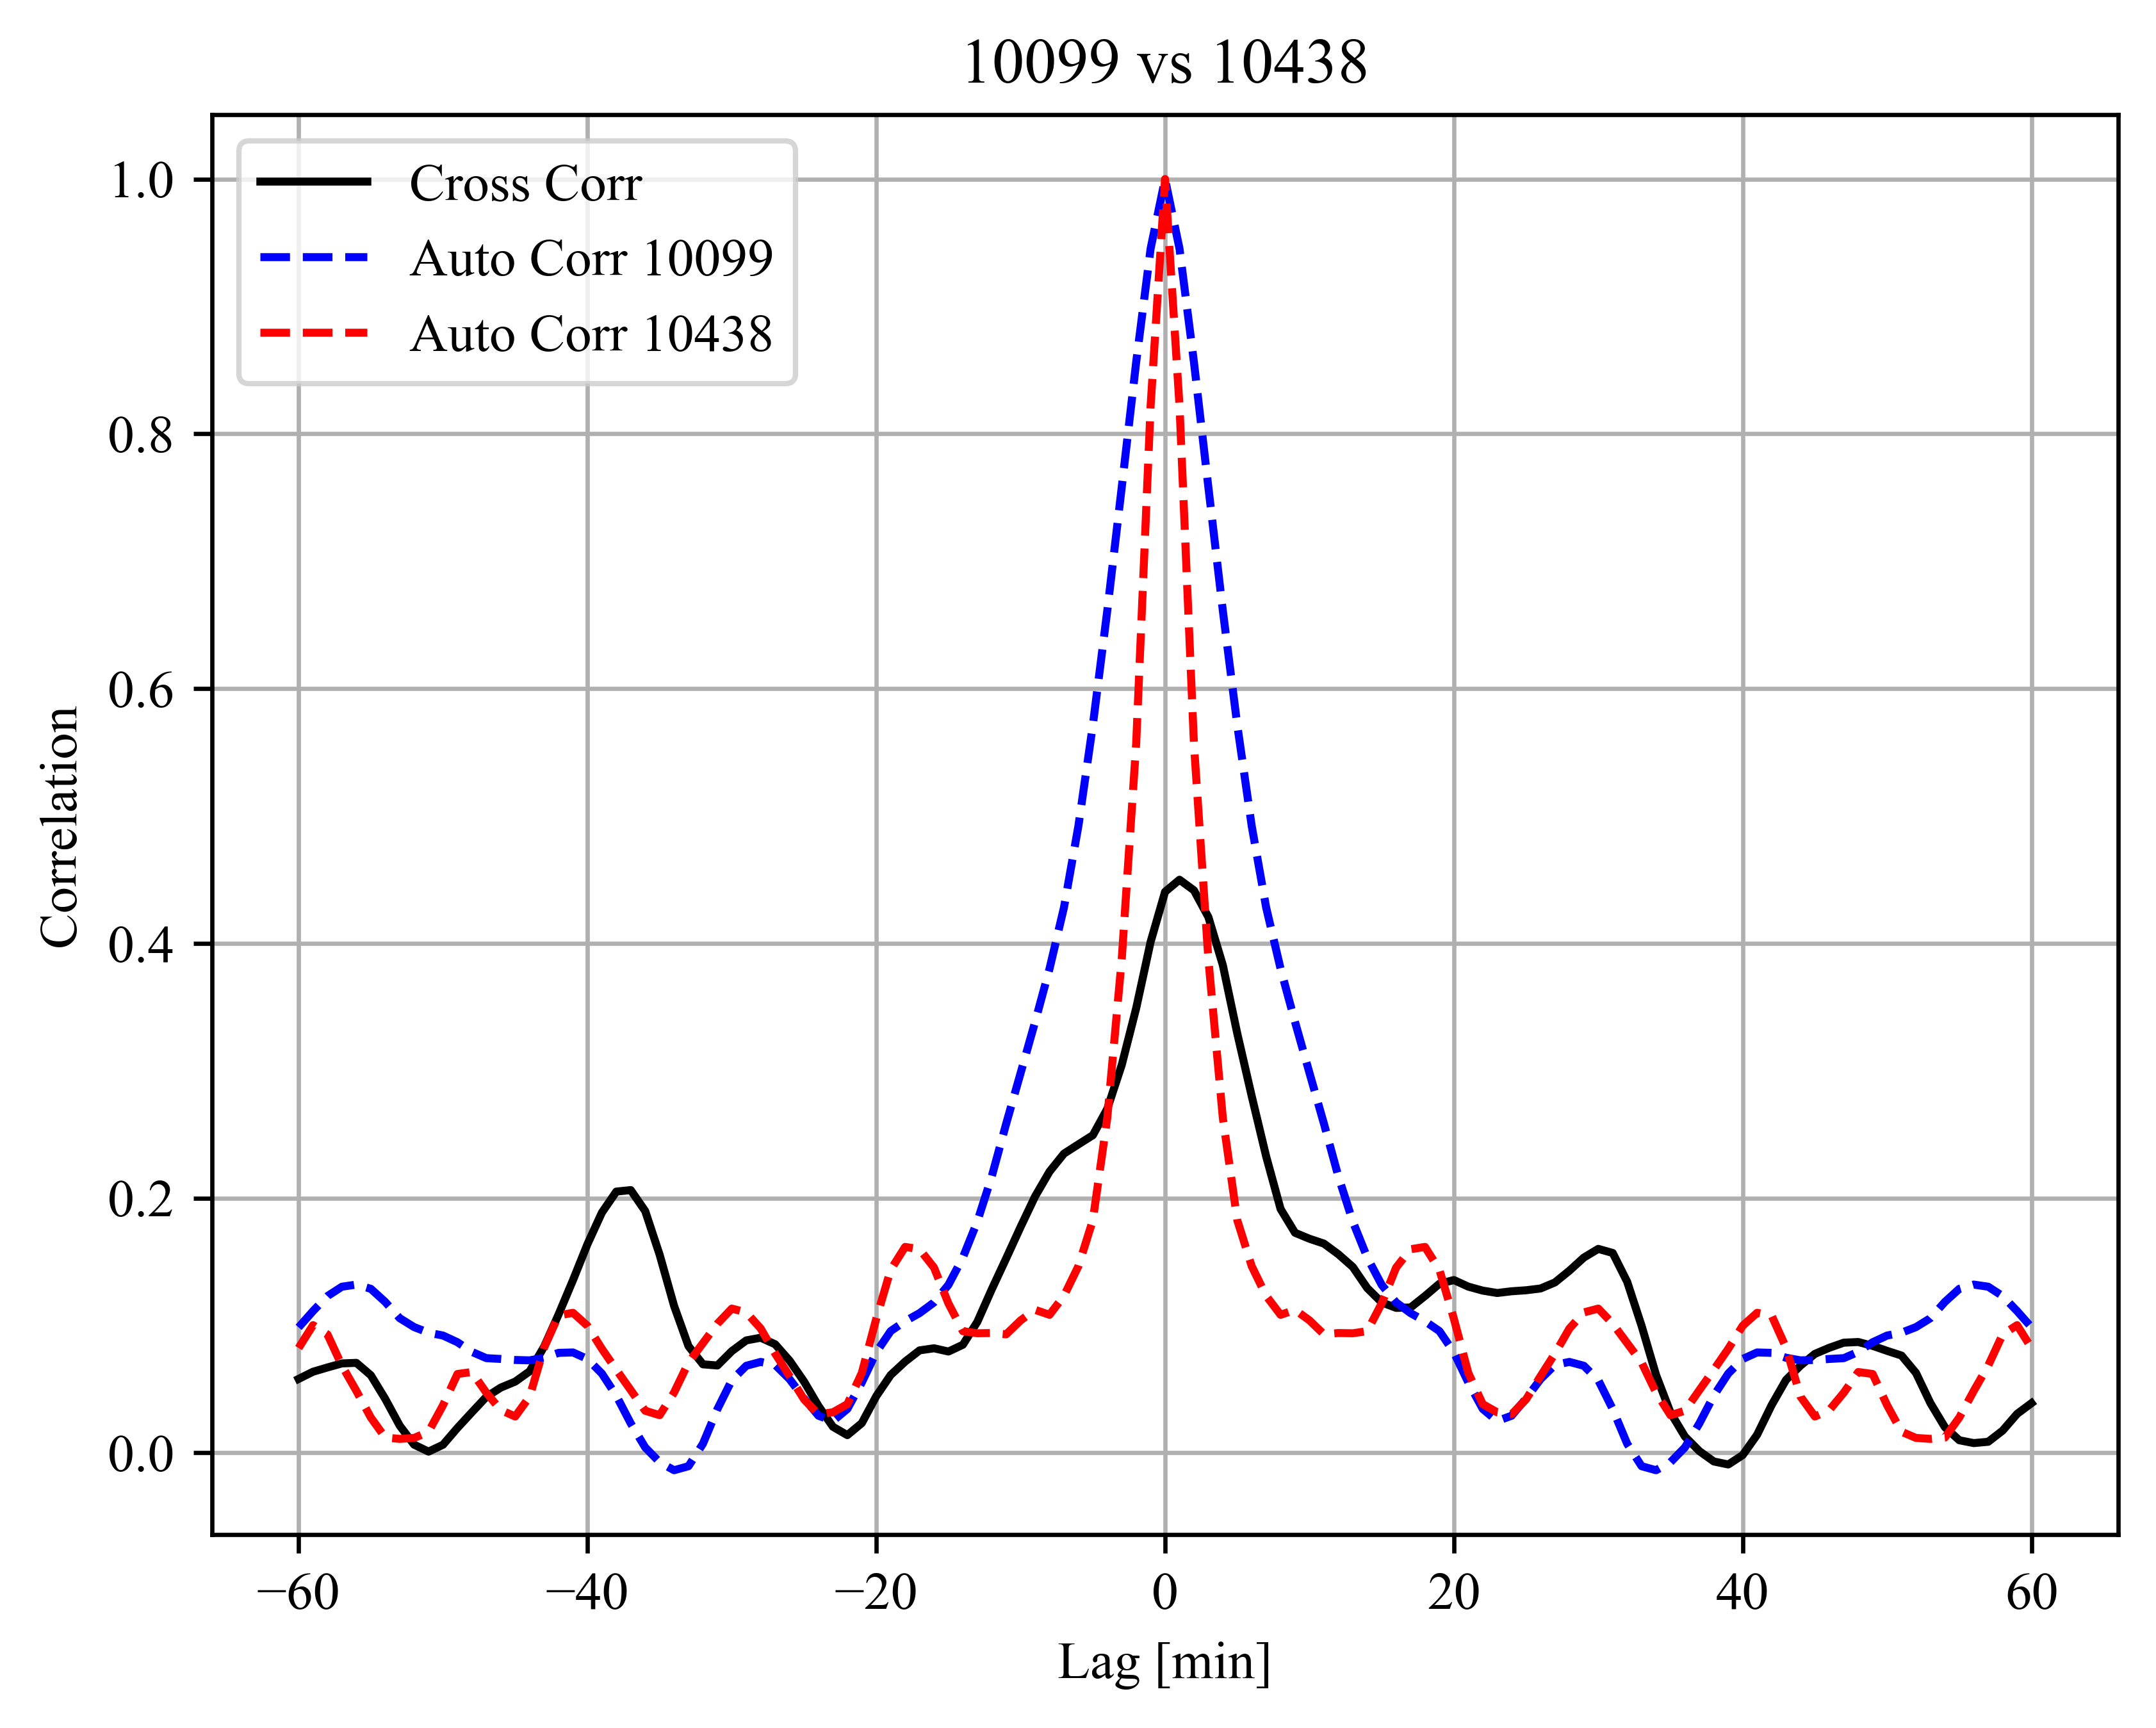 10099 vs 10438
Cross Corr
Auto Corr 10099
Auto Corr 10438
1.0
0.8
0.6
0.4
0.2
0.0
Correlation
−60 −40 −20 0 20 40 60
Lag [min]